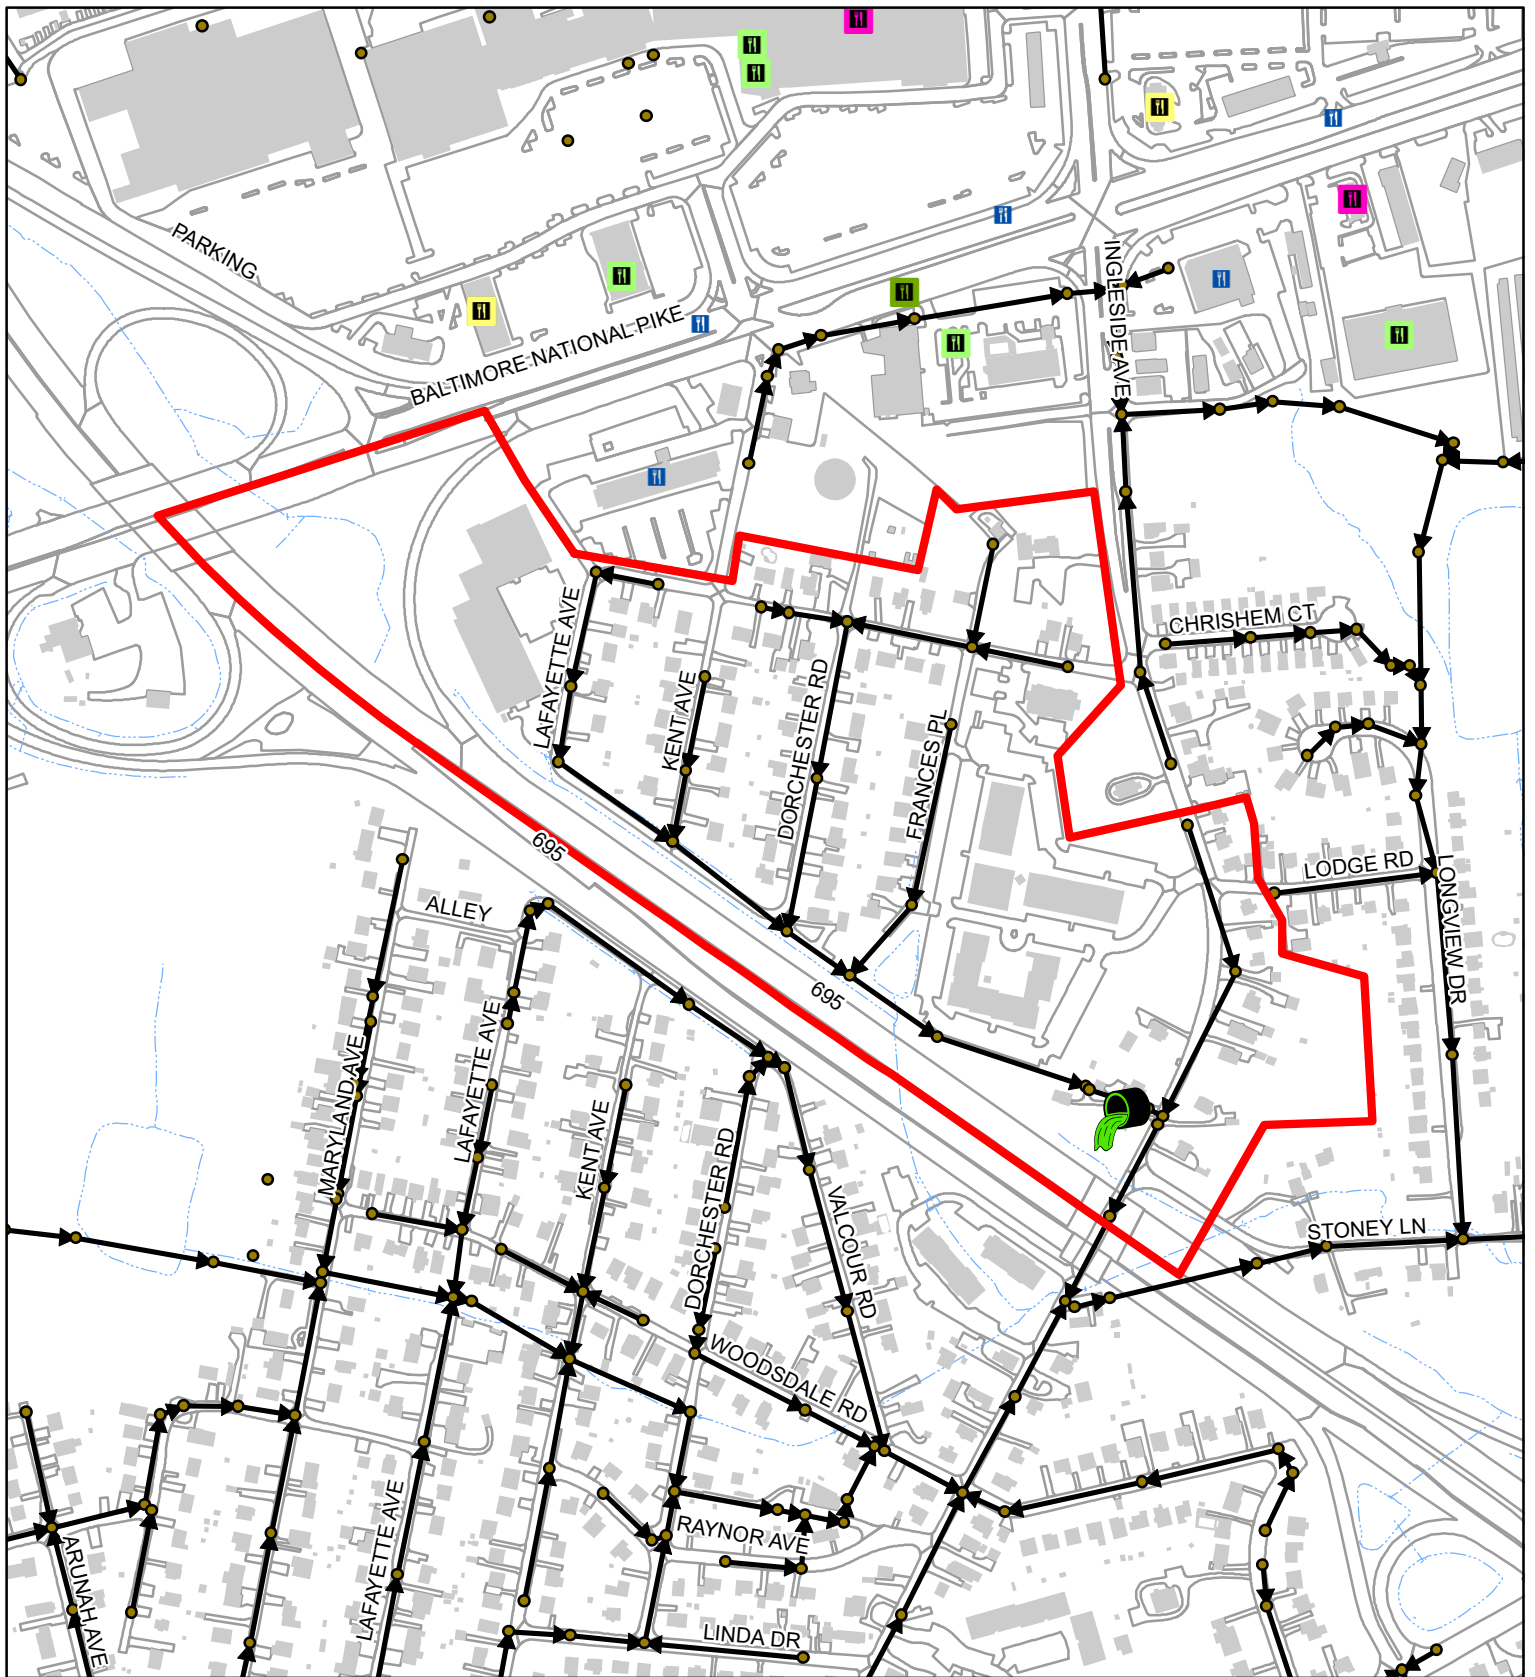 PARKING
BALTIMORE NATIONAL PIKE
INGLESIDE AVE
LAFAYETTE AVE
KENT AVE
DORCHESTER RD
FRANCES PL
CHRISHEM CT
LODGE RD
LONGVIEW DR
695
695
ALLEY
MARYLAND AVE
LAFAYETTE AVE
KENT AVE
DORCHESTER RD
VALCOUR RD
STONEY LN
WOODSDALE RD
RAYNOR AVE
LAFAYETTE AVE
ARUNAH AVE
LINDA DR